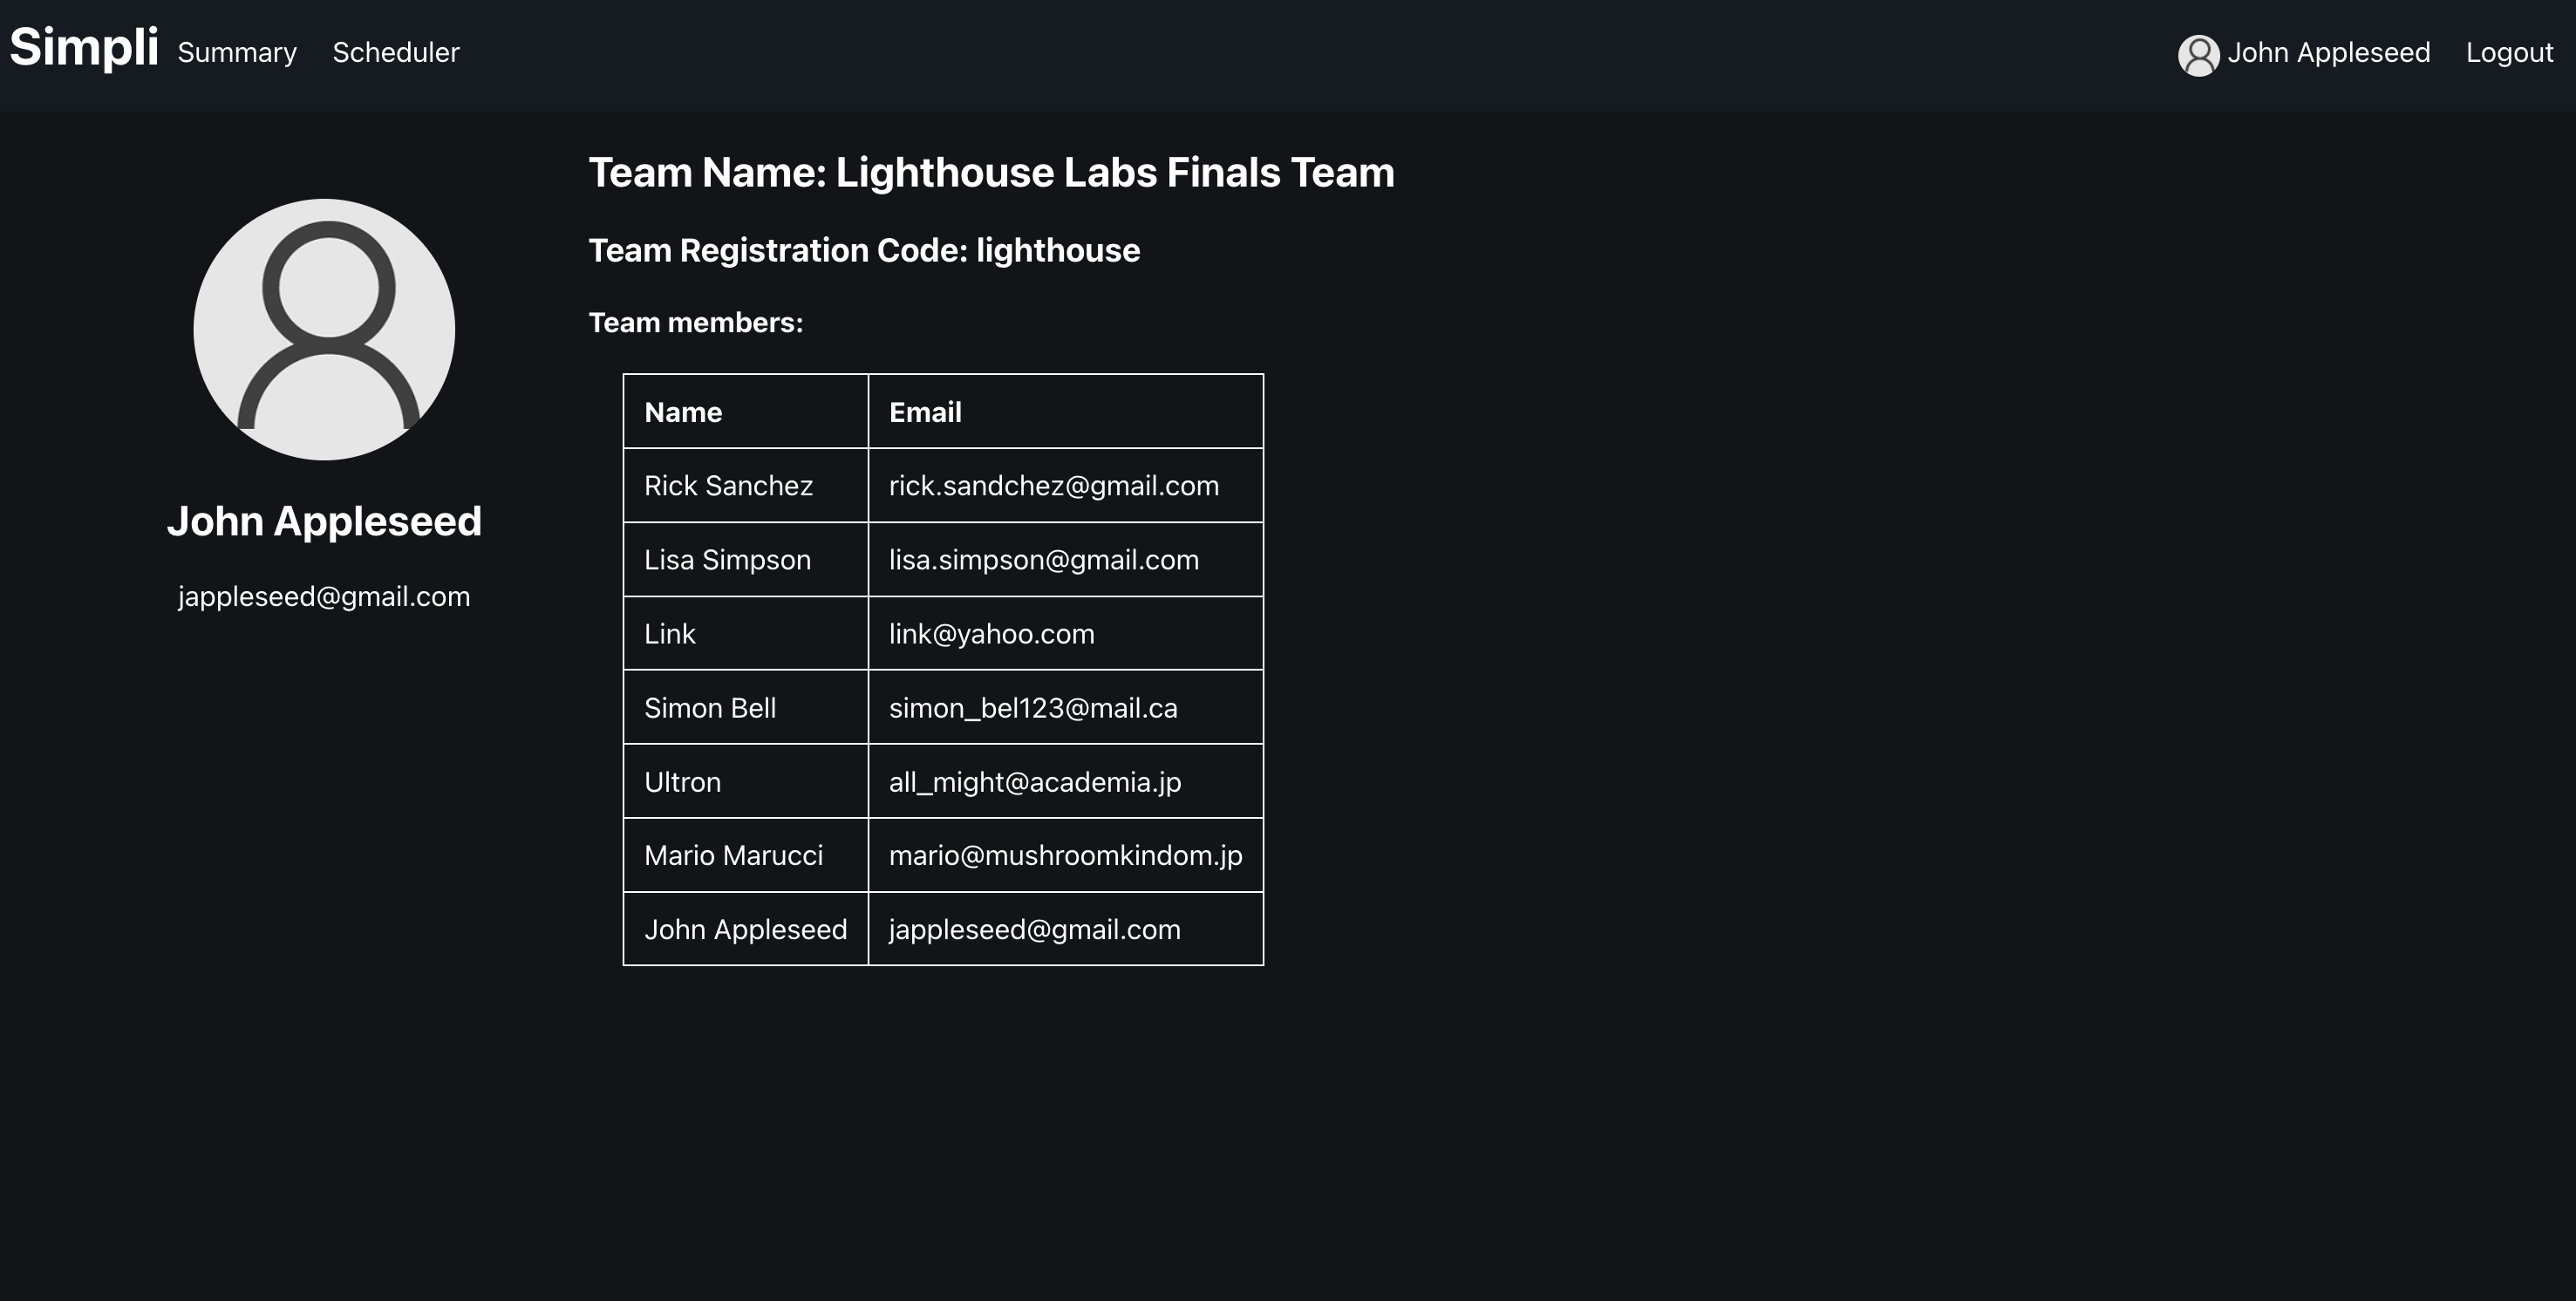 Simpli Summary Scheduler John Appleseed Logout
John Appleseed
jappleseed@gmail.com
Team Name: Lighthouse Labs Finals Team
Team Registration Code: lighthouse
Team members:
Name Email
Rick Sanchez rick.sandchez@gmail.com
Lisa Simpson lisa.simpson@gmail.com
Link link@yahoo.com
Simon Bell simon_bel123@mail.ca
Ultron all_might@academia.jp
Mario Marucci mario@mushroomkindom.jp
John Appleseed jappleseed@gmail.com